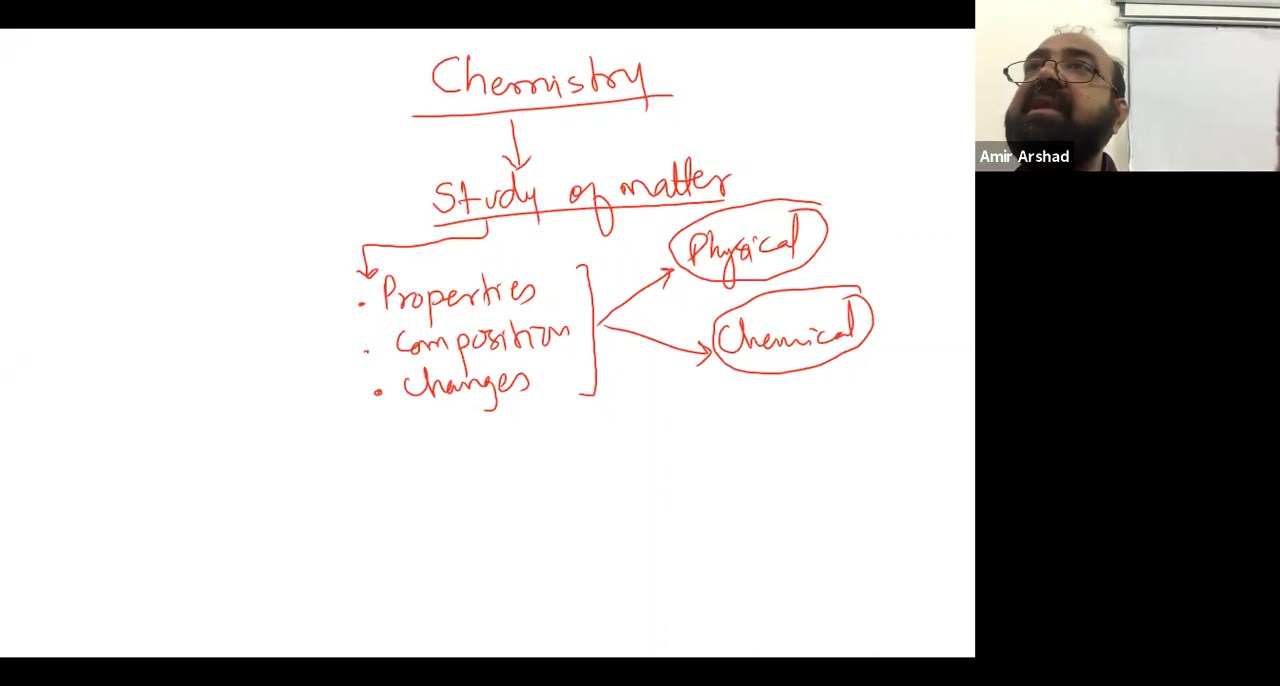 Chemistry
Study of matter
Physical
• Properties
Chemical
• Composition
• Changes
Amir Arshad